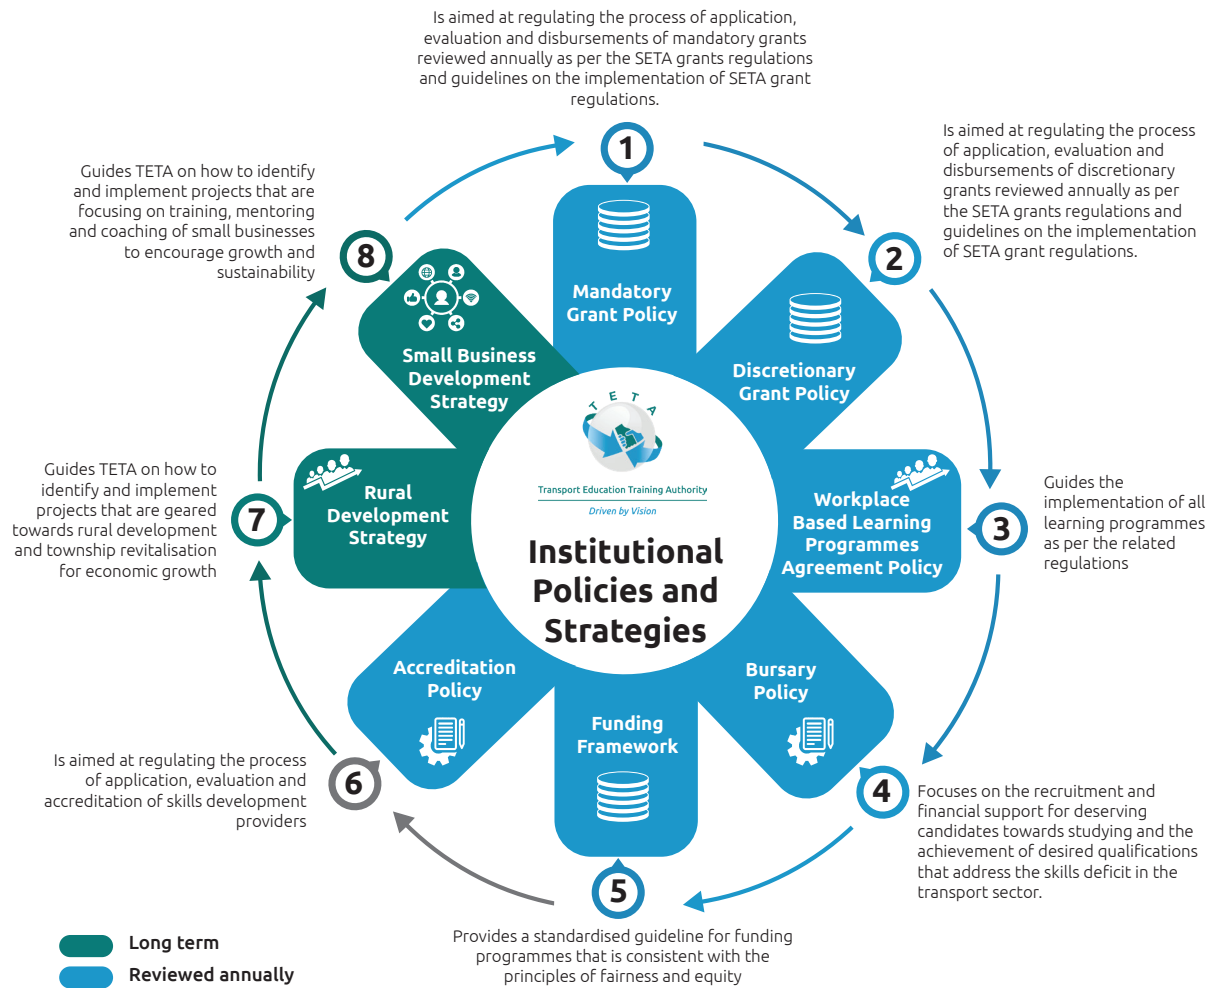 Is aimed at regulating the process of application,
evaluation and disbursements of mandatory grants
reviewed annually as per the SETA grants regulations
and guidelines on the implementation of SETA grant
regulations.
1
Mandatory
Grant Policy
Is aimed at regulating the process
of application, evaluation and
disbursements of discretionary
grants reviewed annually as per
the SETA grants regulations and
guidelines on the implementation
of SETA grant regulations.
2
Discretionary
Grant Policy
Guides the
implementation of all
learning programmes
as per the related
regulations
3
Workplace
Based Learning
Programmes
Agreement Policy
4
Bursary
Policy
Focuses on the recruitment and
financial support for deserving
candidates towards studying and the
achievement of desired qualifications
that address the skills deficit in the
transport sector.
Funding
Framework
5
Provides a standardised guideline for funding
programmes that is consistent with the
principles of fairness and equity
Accreditation
Policy
6
Is aimed at regulating the process
of application, evaluation and
accreditation of skills development
providers
Rural
Development
Strategy
7
Guides TETA on how to
identify and implement
projects that are geared
towards rural development
and township revitalisation
for economic growth
Small Business
Development
Strategy
8
Guides TETA on how to identify
and implement projects that are
focusing on training, mentoring
and coaching of small businesses
to encourage growth and
sustainability
TETA
Transport Education Training Authority
Driven by Vision
Institutional
Policies and
Strategies
Long term
Reviewed annually